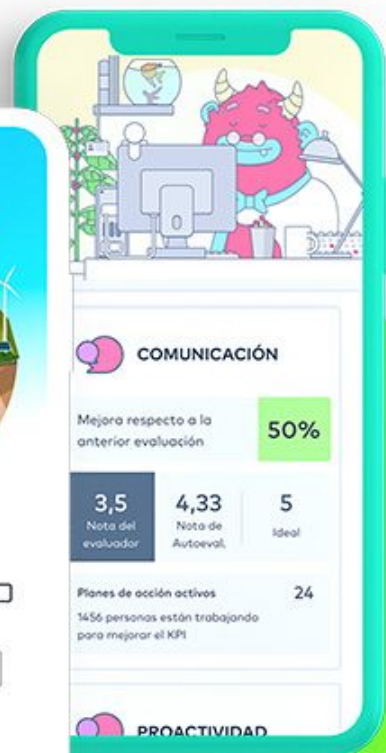 COMUNICACIÓN
Mejora respecto a la
anterior evaluación
50%
3,5
Nota del
evaluador
4,33
Nota de
Autoeval.
5
Ideal
Planes de acción activos
24
1456 personas están trabajando
para mejorar el KPI
PROACTIVIDAD